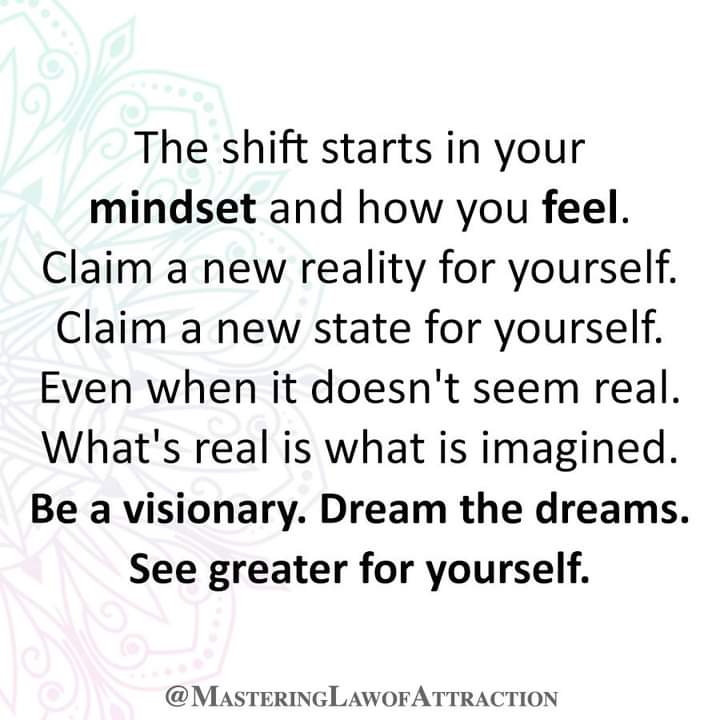 The shift starts in your
mindset and how you feel.
Claim a new reality for yourself.
Claim a new state for yourself.
Even when it doesn't seem real.
What's real is what is imagined.
Be a visionary. Dream the dreams.
See greater for yourself.
@MasteringLawofAttraction